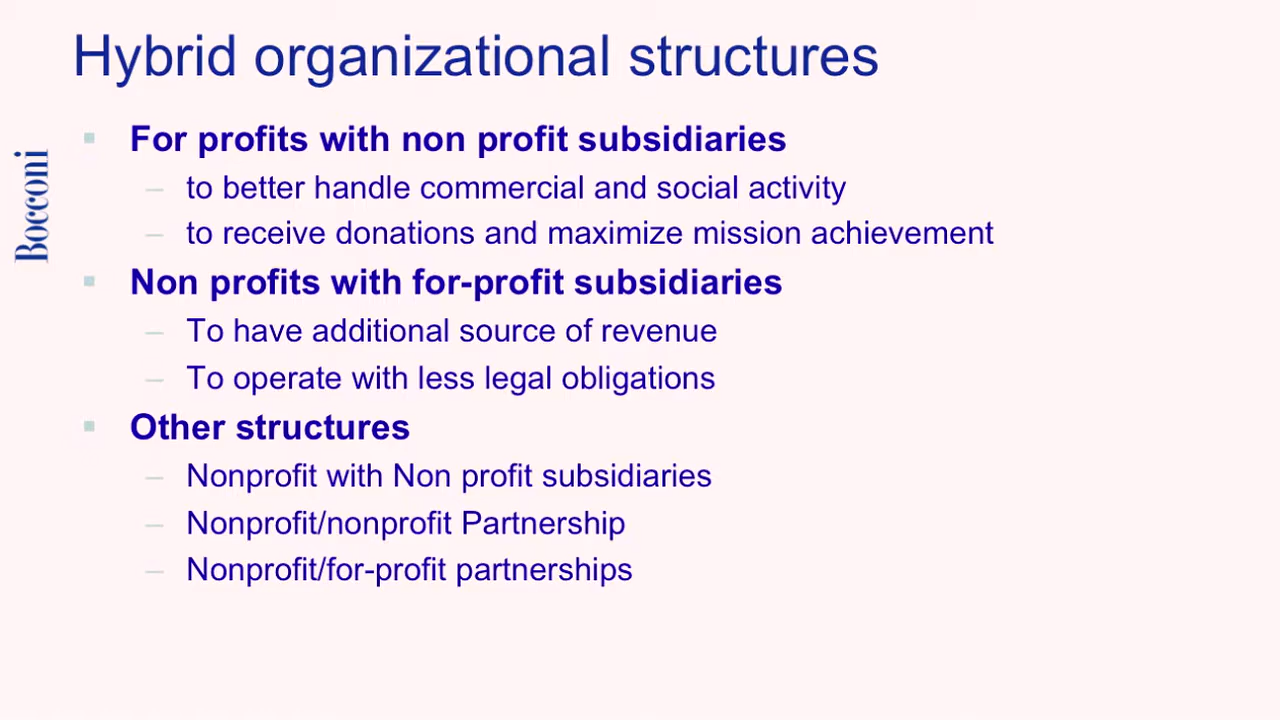 Hybrid organizational structures
Bocconi
▪ For profits with non profit subsidiaries
– to better handle commercial and social activity
– to receive donations and maximize mission achievement
▪ Non profits with for-profit subsidiaries
– To have additional source of revenue
– To operate with less legal obligations
▪ Other structures
– Nonprofit with Non profit subsidiaries
– Nonprofit/nonprofit Partnership
– Nonprofit/for-profit partnerships